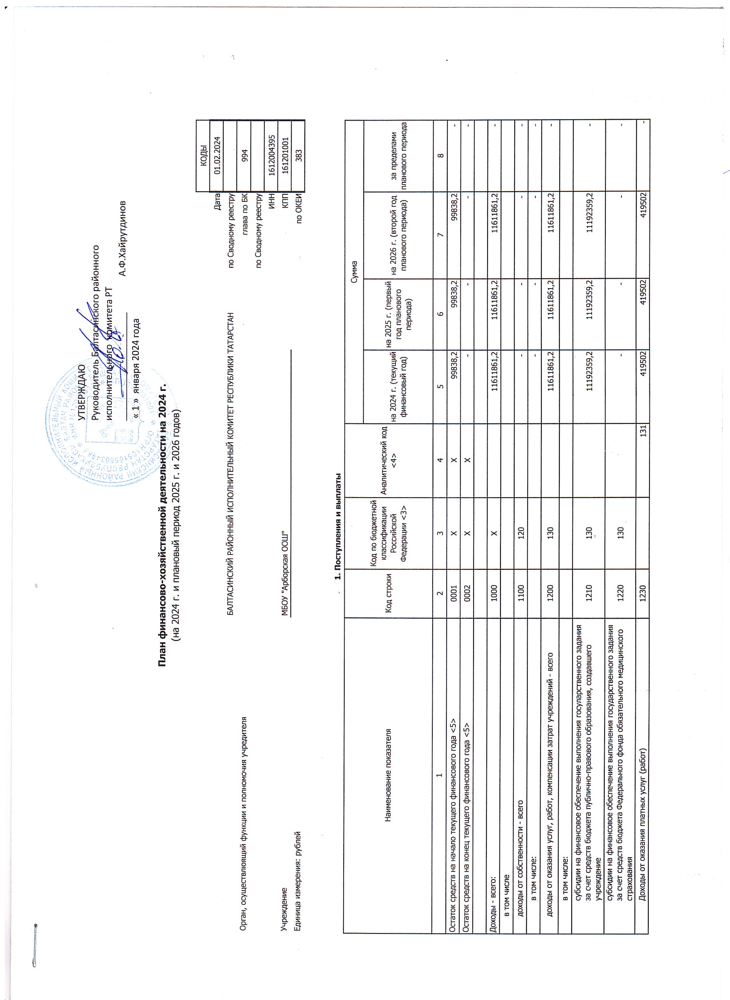 УТВЕРЖДАЮ
Руководитель Балтасинского районного
исполнительного комитета РТ
А.Ф.Хайрутдинов
« 1 » января 2024 года
План финансово-хозяйственной деятельности на 2024 г.
(на 2024 г. и плановый период 2025 г. и 2026 годов)
КОДЫ
Дата 01.02.2024
БАЛТАСИНСКИЙ РАЙОННЫЙ ИСПОЛНИТЕЛЬНЫЙ КОМИТЕТ РЕСПУБЛИКИ ТАТАРСТАН по Сводному реестру
Орган, осуществлоящий функции и полномочия учредителя глава по БК 994
по Сводному реестру
ИНН 1612004395
Учреждение МБОУ "Арборская ООШ" КПП 161201001
Единица измерения: рублей по ОКЕИ 383
1. Поступления и выплаты
Наименование показателя Код строки Код по бюджетной классификации Российской Федерации <3> Аналитический код <4> Сумма
на 2024 г. (текущий финансовый год) на 2025 г. (первый год планового периода) на 2026 г. (второй год планового периода) за пределами планового периода
1 2 3 4 5 6 7 8
Остаток средств на начало текущего финансового года <5> 0001 X X 99838,2 99838,2 99838,2 -
Остаток средств на конец текущего финансового года <5> 0002 X X - - - -
Доходы - всего: 1000 X 11611861,2 11611861,2 11611861,2 -
в том числе
доходы от собственности - всего 1100 120 - - - -
в том числе: - - - -
доходы от оказания услуг, работ, компенсации затрат учреждений - всего 1200 130 11611861,2 11611861,2 11611861,2 -
в том числе:
субсидии на финансовое обеспечение выполнения госуларственного задания
за счет средств бюджета публично-правового образования, создавшего 1210 130 11192359,2 11192359,2 11192359,2 -
учреждение
субсидии на финансовое обеспечение выполнения государственного задания
за счет средств бюджета Федерального фонда обязательного медицинского 1220 130 - - - -
страхования
Доходы от оказания платных услуг (работ) 1230 131 419502 419502 419502 -